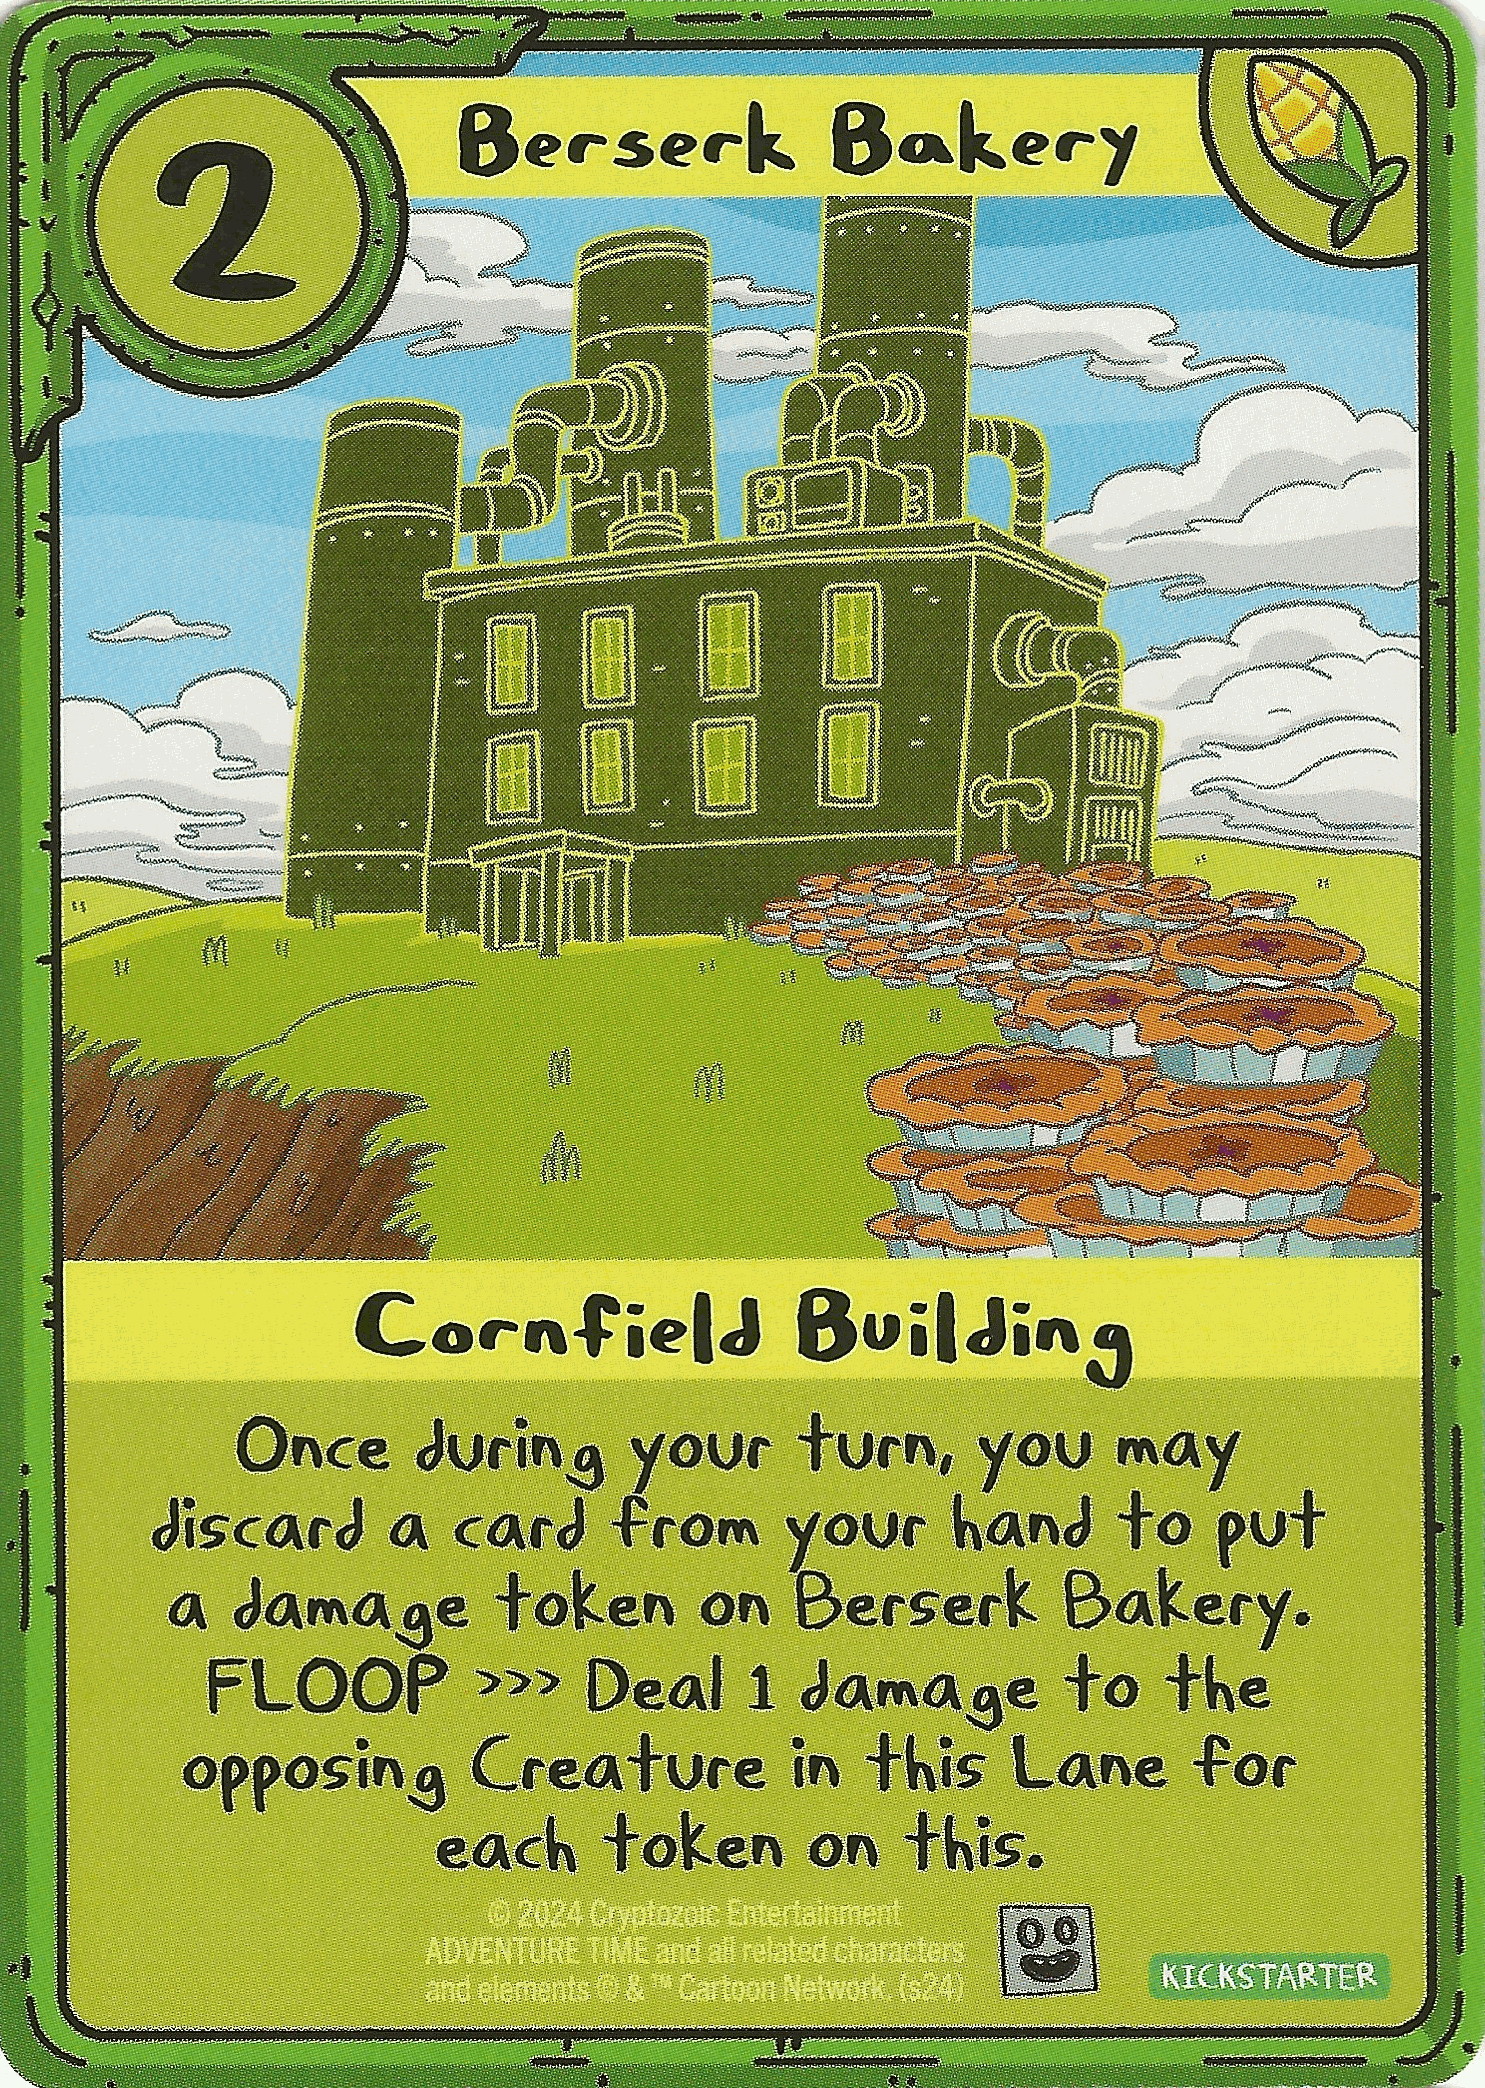 2
Berserk Bakery
Cornfield Building
Once during your turn, you may
discard a card from your hand to put
a damage token on Berserk Bakery.
FLOOP >>> Deal 1 damage to the
opposing Creature in this Lane for
each token on this.
© 2024 Cryptozoic Entertainment
ADVENTURE TIME and all related characters
and elements © & ™ Cartoon Network. (s24)
KICKSTARTER